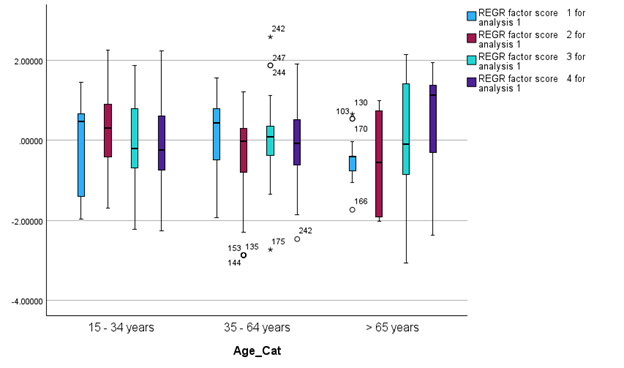 REGR factor score 1 for
analysis 1
REGR factor score 2 for
analysis 1
REGR factor score 3 for
analysis 1
REGR factor score 4 for
analysis 1
242
2.00000
247
244
103
130
170
.00000
166
-2.00000
153 135
144
175
242
-4.00000
15 - 34 years
35 - 64 years
> 65 years
Age_Cat